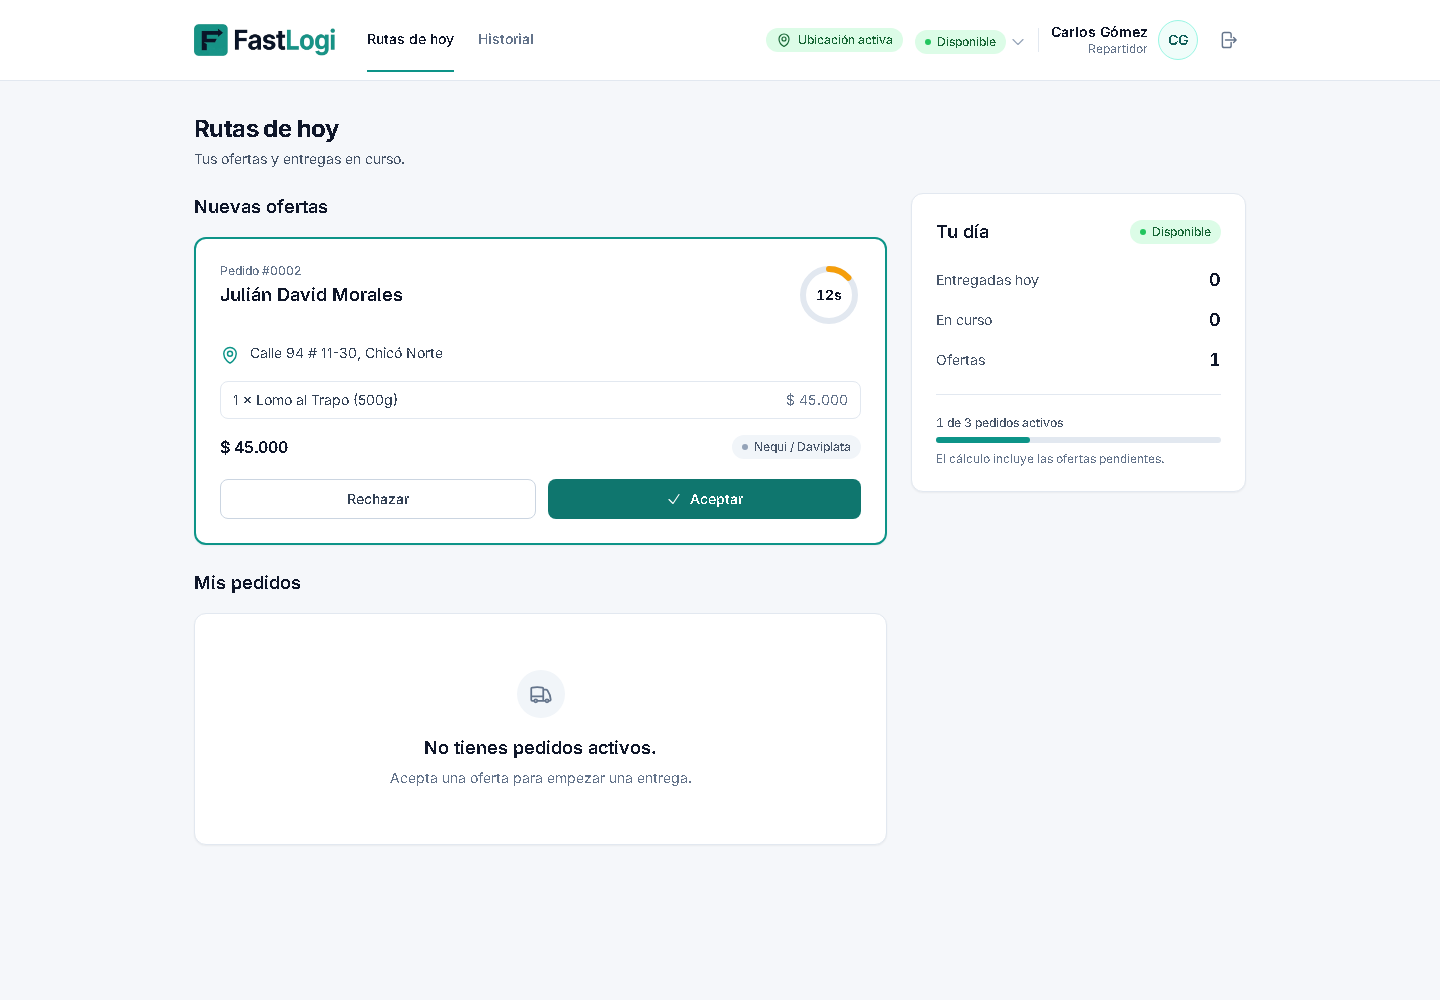 FastLogi
Rutas de hoy
Historial
Ubicación activa
Disponible
Carlos Gómez
Repartidor
CG
Rutas de hoy
Tus ofertas y entregas en curso.
Nuevas ofertas
Pedido #0002
Julián David Morales
12s
Calle 94 # 11-30, Chicó Norte
1 × Lomo al Trapo (500g)
$ 45.000
$ 45.000
Nequi / Daviplata
Rechazar
Aceptar
Mis pedidos
No tienes pedidos activos.
Acepta una oferta para empezar una entrega.
Tu día
Disponible
Entregadas hoy
0
En curso
0
Ofertas
1
1 de 3 pedidos activos
El cálculo incluye las ofertas pendientes.